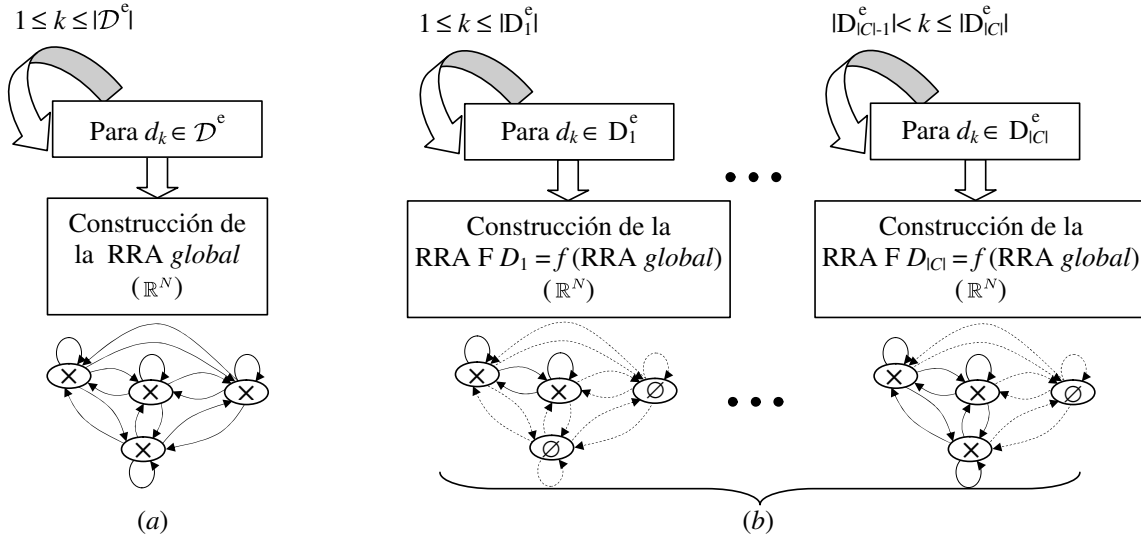 1 ≤ k ≤ |𝒟^e|
Para d_k ∈ 𝒟^e
Construcción de
la RRA global
(ℝ^N)
(a)
1 ≤ k ≤ |D_1^e|
Para d_k ∈ D_1^e
Construcción de la
RRA F D_1 = f (RRA global)
(ℝ^N)
• • •
|D_{|C|-1}^e| < k ≤ |D_{|C|}^e|
Para d_k ∈ D_{|C|}^e
Construcción de la
RRA F D_{|C|} = f (RRA global)
(ℝ^N)
• • •
(b)